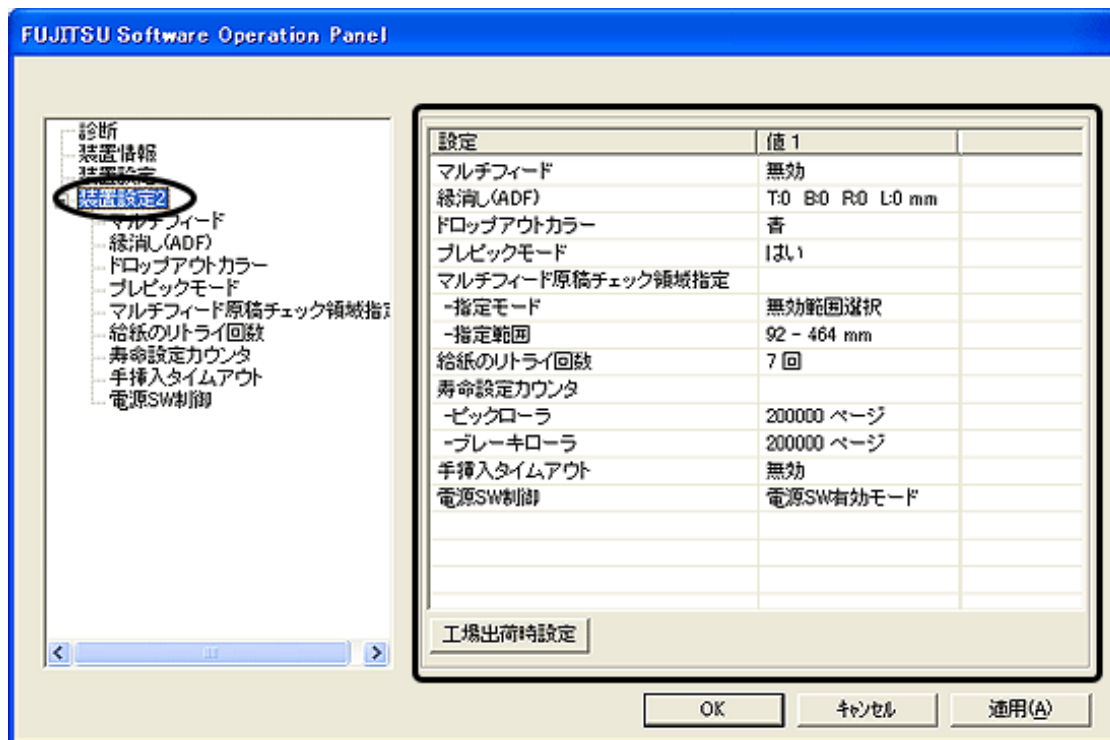 FUJITSU Software Operation Panel
診断
装置情報
装置設定
装置設定2
マルチフィード
縁消し(ADF)
ドロップアウトカラー
プレピックモード
マルチフィード原稿チェック領域指定
給紙のリトライ回数
寿命設定カウンタ
手挿入タイムアウト
電源SW制御
設定 値 1
マルチフィード 無効
縁消し(ADF) T:0 B:0 R:0 L:0 mm
ドロップアウトカラー 青
プレピックモード はい
マルチフィード原稿チェック領域指定
-指定モード 無効範囲選択
-指定範囲 92 - 464 mm
給紙のリトライ回数 7 回
寿命設定カウンタ
-ピックローラ 200000 ページ
-ブレーキローラ 200000 ページ
手挿入タイムアウト 無効
電源SW制御 電源SW有効モード
工場出荷時設定
OK キャンセル 適用(A)